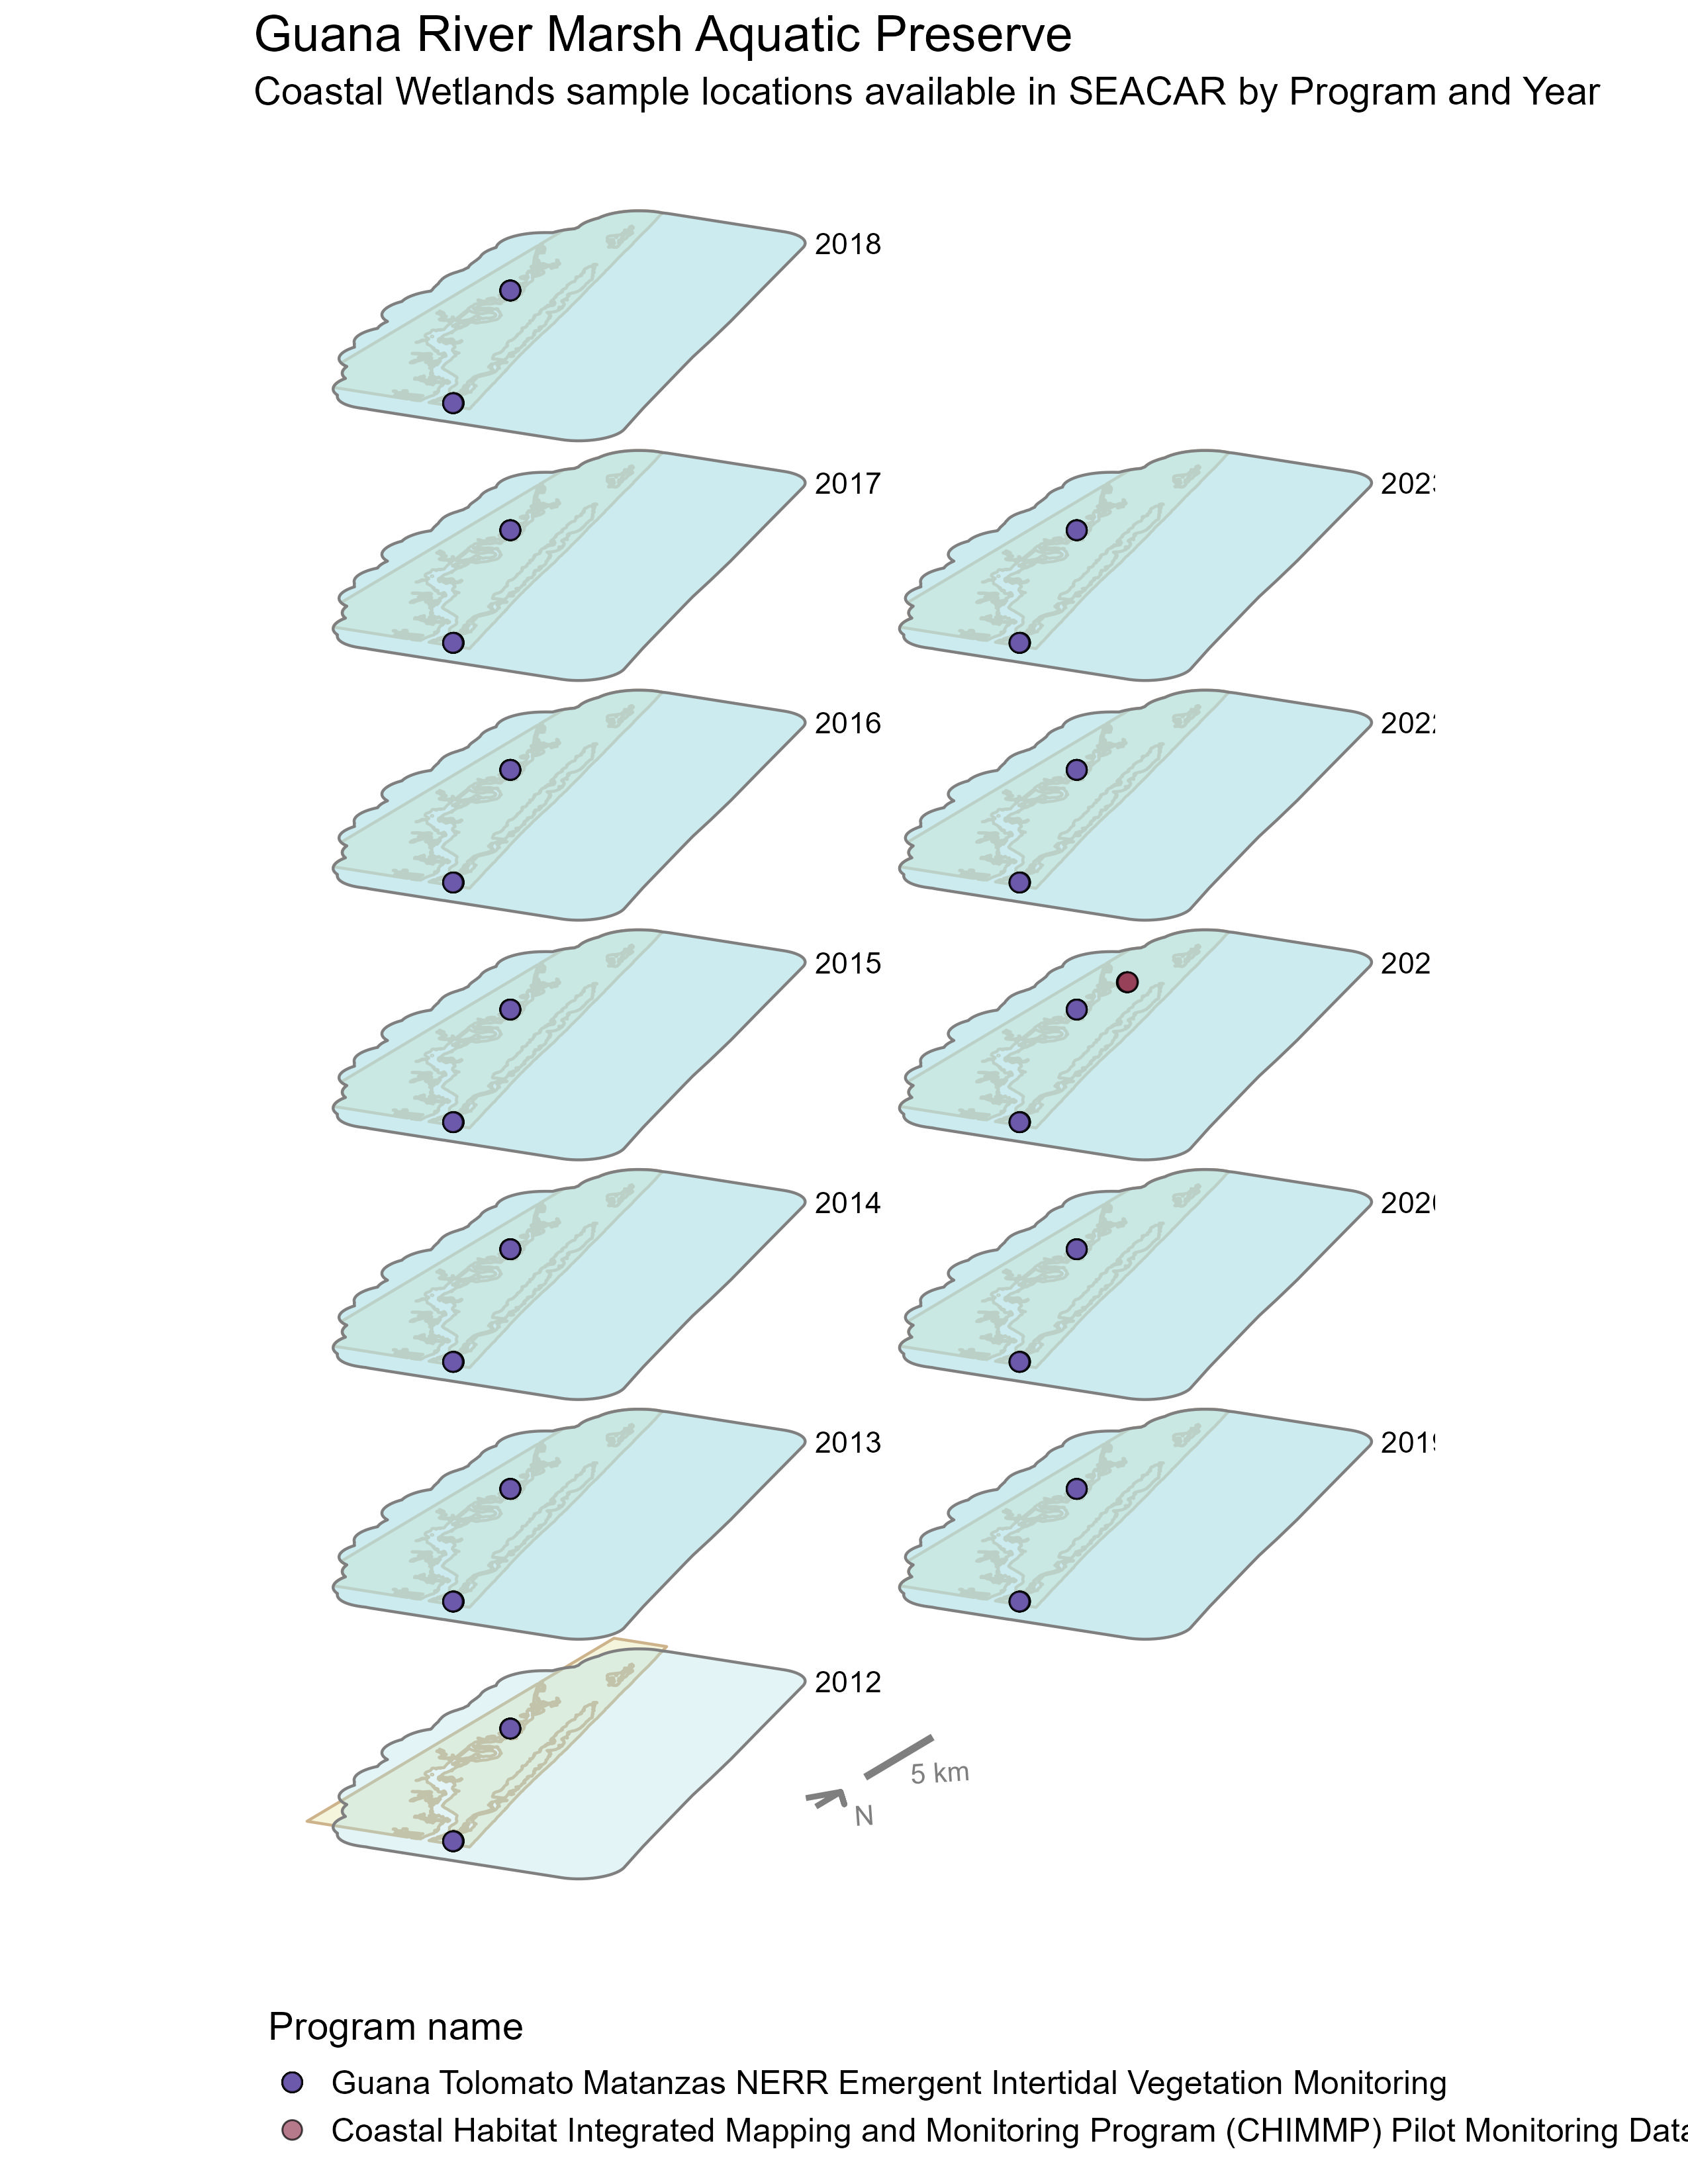 Guana River Marsh Aquatic Preserve
Coastal Wetlands sample locations available in SEACAR by Program and Year
2018
2017
2016
2015
202
2014
2013
2012
5 km
N
Program name
Guana Tolomato Matanzas NERR Emergent Intertidal Vegetation Monitoring
Coastal Habitat Integrated Mapping and Monitoring Program (CHIMMP) Pilot Monitoring Data